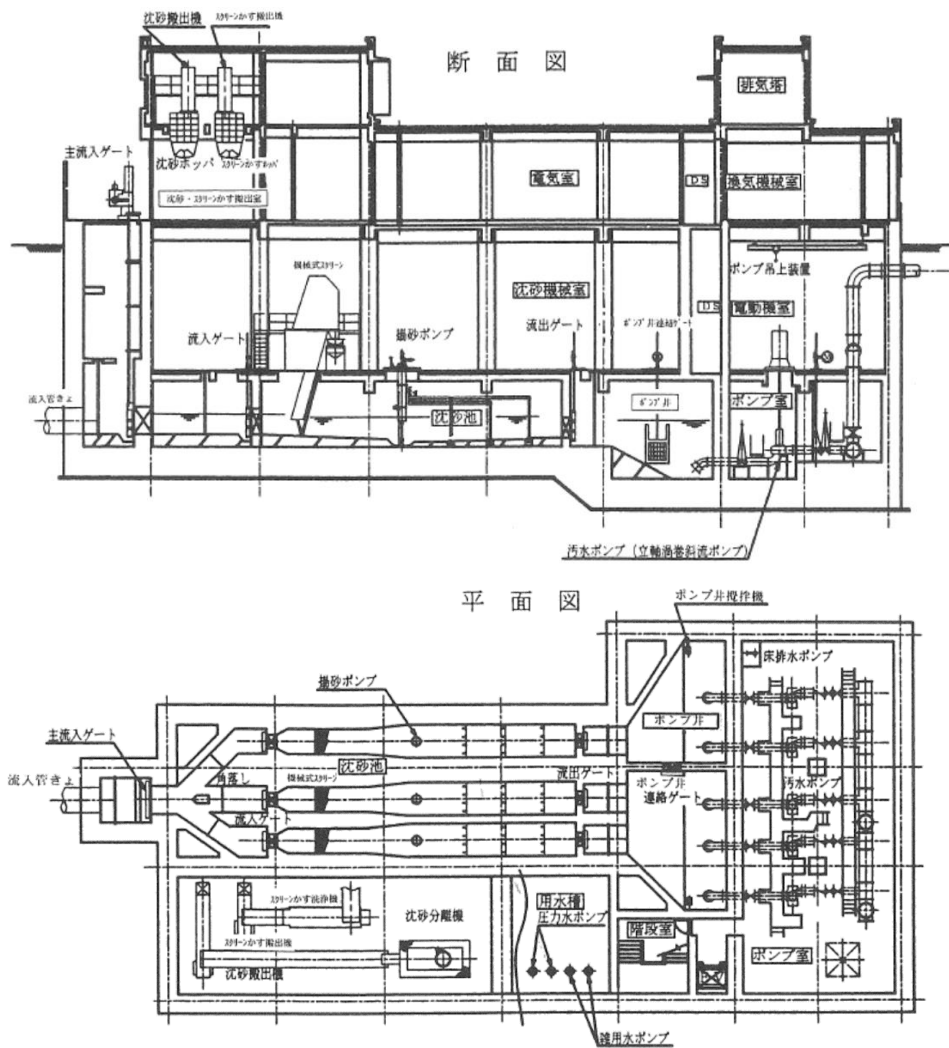 沈砂搬出機
スクリーンかす搬出機
断面図
排気塔
主流入ゲート
沈砂ホッパ
スクリーンかすホッパ
電気室
DS
換気機械室
沈砂・スクリーンかす搬出室
機械式スクリーン
ポンプ吊上装置
沈砂機械室
DS
電動機室
流入ゲート
揚砂ポンプ
流出ゲート
ポンプ井連絡ゲート
流入管きょ
沈砂池
ポンプ井
ポンプ室
汚水ポンプ(立軸渦巻斜流ポンプ)
平面図
ポンプ井撹拌機
揚砂ポンプ
床排水ポンプ
ポンプ井
主流入ゲート
沈砂池
流入管きょ
角落し
機械式スクリーン
流出ゲート
ポンプ井
連絡ゲート
汚水ポンプ
流入ゲート
スクリーンかす洗浄機
沈砂分離機
用水槽
圧力水ポンプ
階段室
スクリーンかす搬出機
沈砂搬出機
ポンプ室
雑用水ポンプ